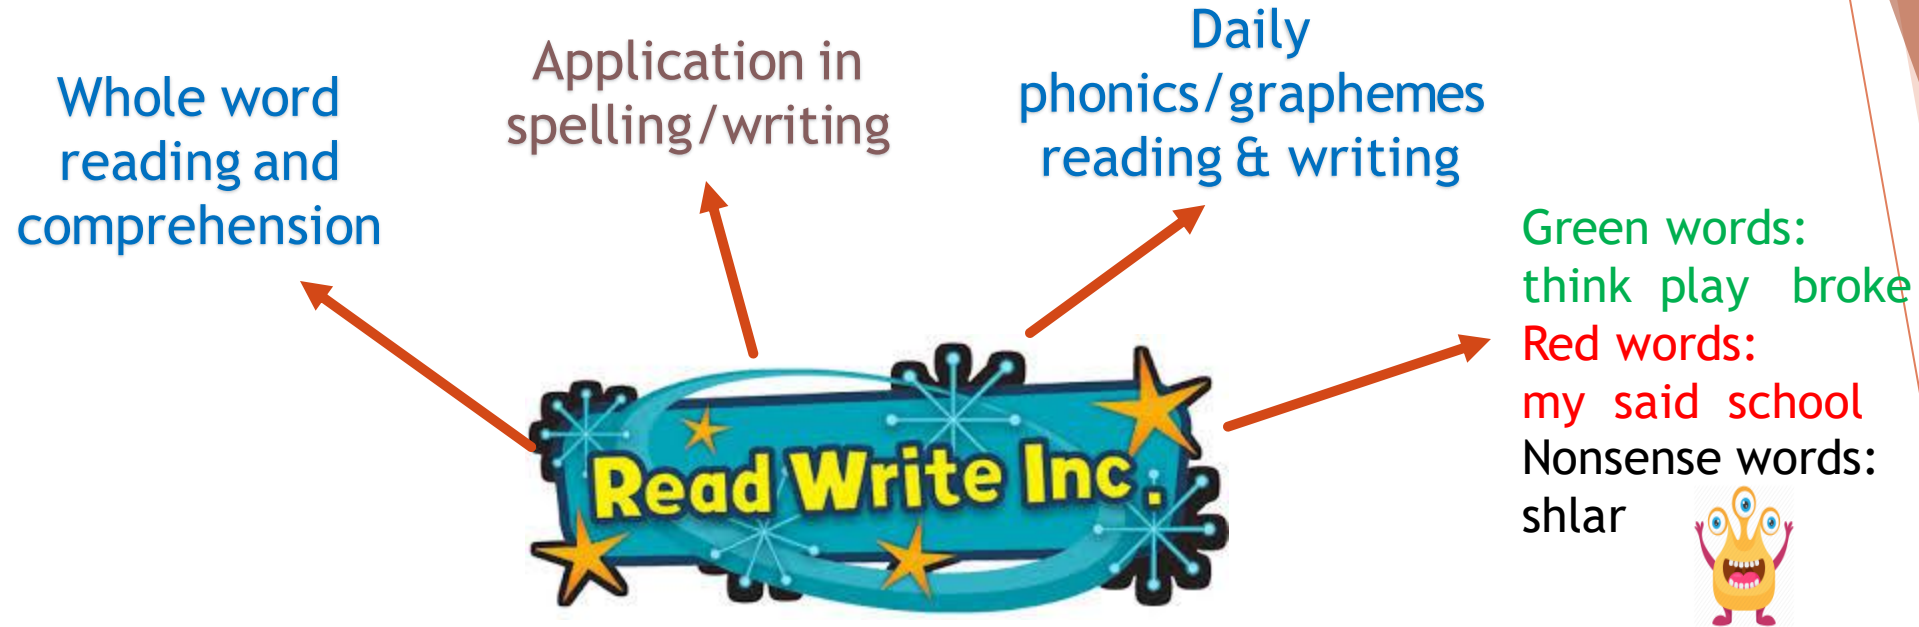 Whole word
reading and
comprehension
Application in
spelling/writing
Daily
phonics/graphemes
reading & writing
Green words:
think play broke
Red words:
my said school
Nonsense words:
shlar
Read Write Inc.